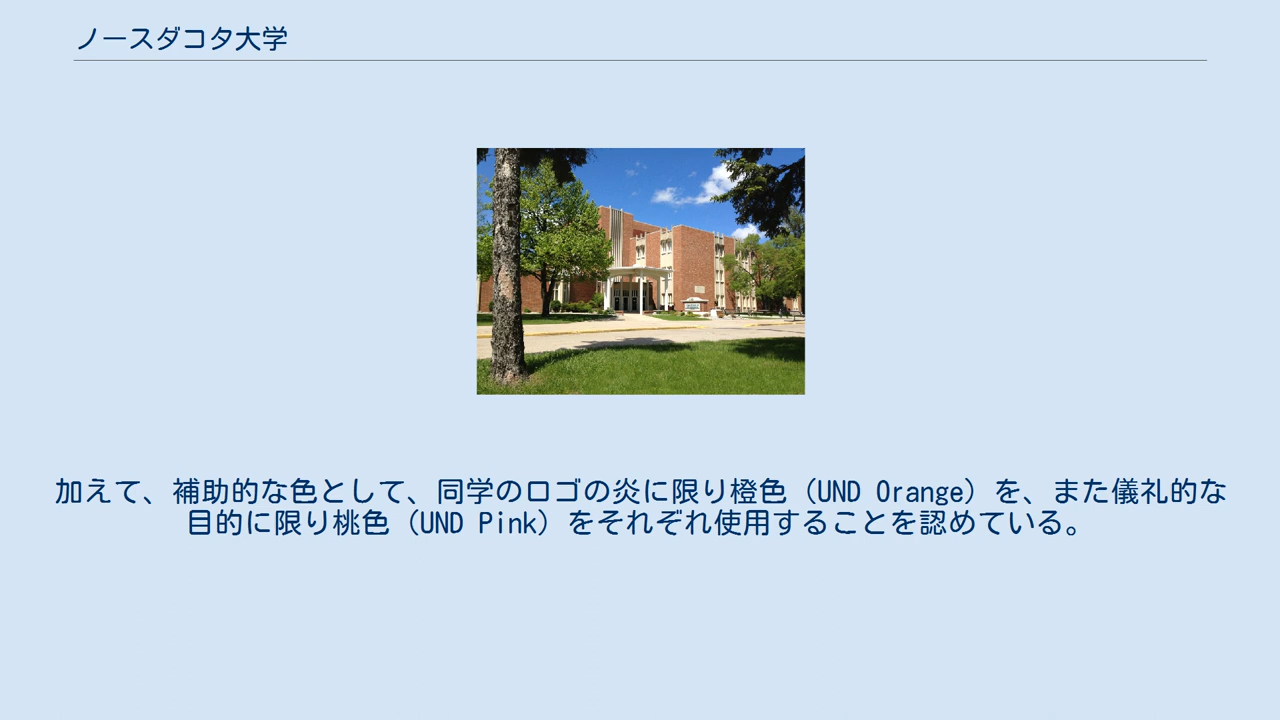 ノースダコタ大学
加えて、補助的な色として、同学のロゴの炎に限り橙色（UND Orange）を、また儀礼的な
目的に限り桃色（UND Pink）をそれぞれ使用することを認めている。